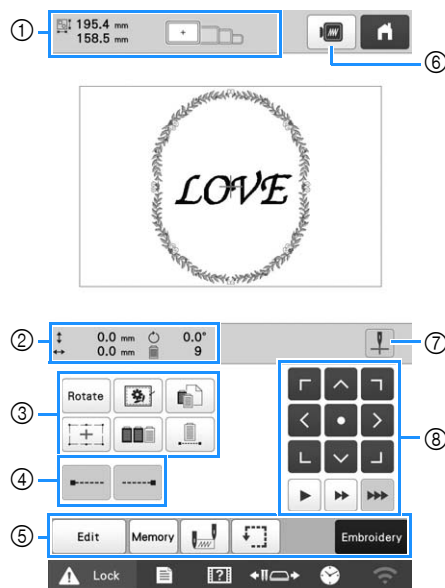 ① 195.4 mm
158.5 mm
⑥
LOVE
② 0.0 mm 0.0°
0.0 mm 9
⑦
③ Rotate
④
⑧
⑤ Edit Memory Embroidery
Lock